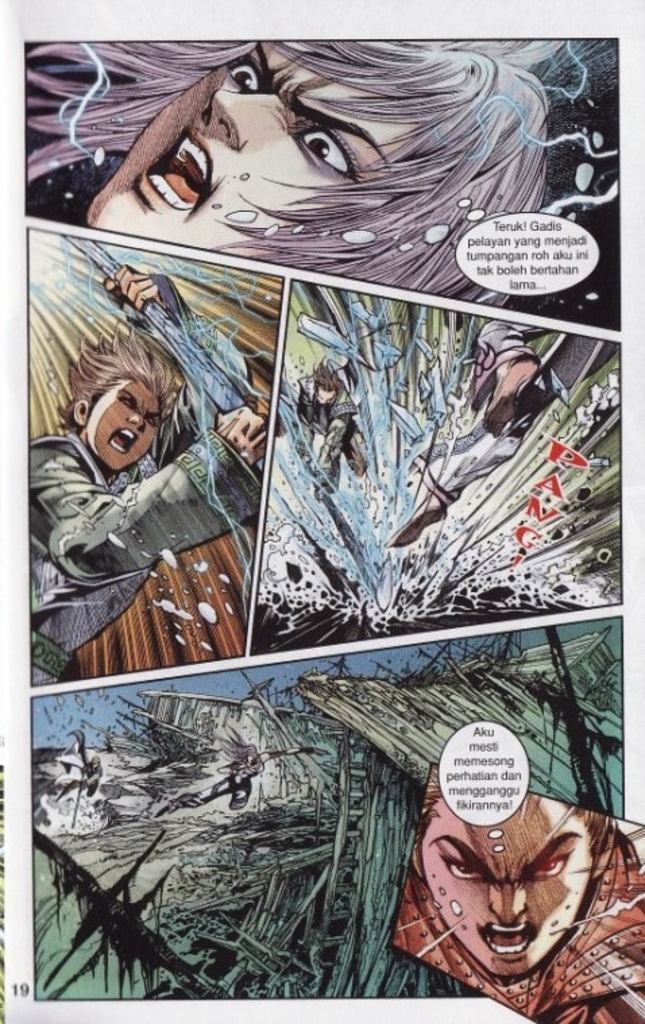 Teruk! Gadis
pelayan yang menjadi
tumpangan roh aku ini
tak boleh bertahan
lama...
PANG!
Aku
mesti
memesong
perhatian dan
mengganggu
fikirannya!
19